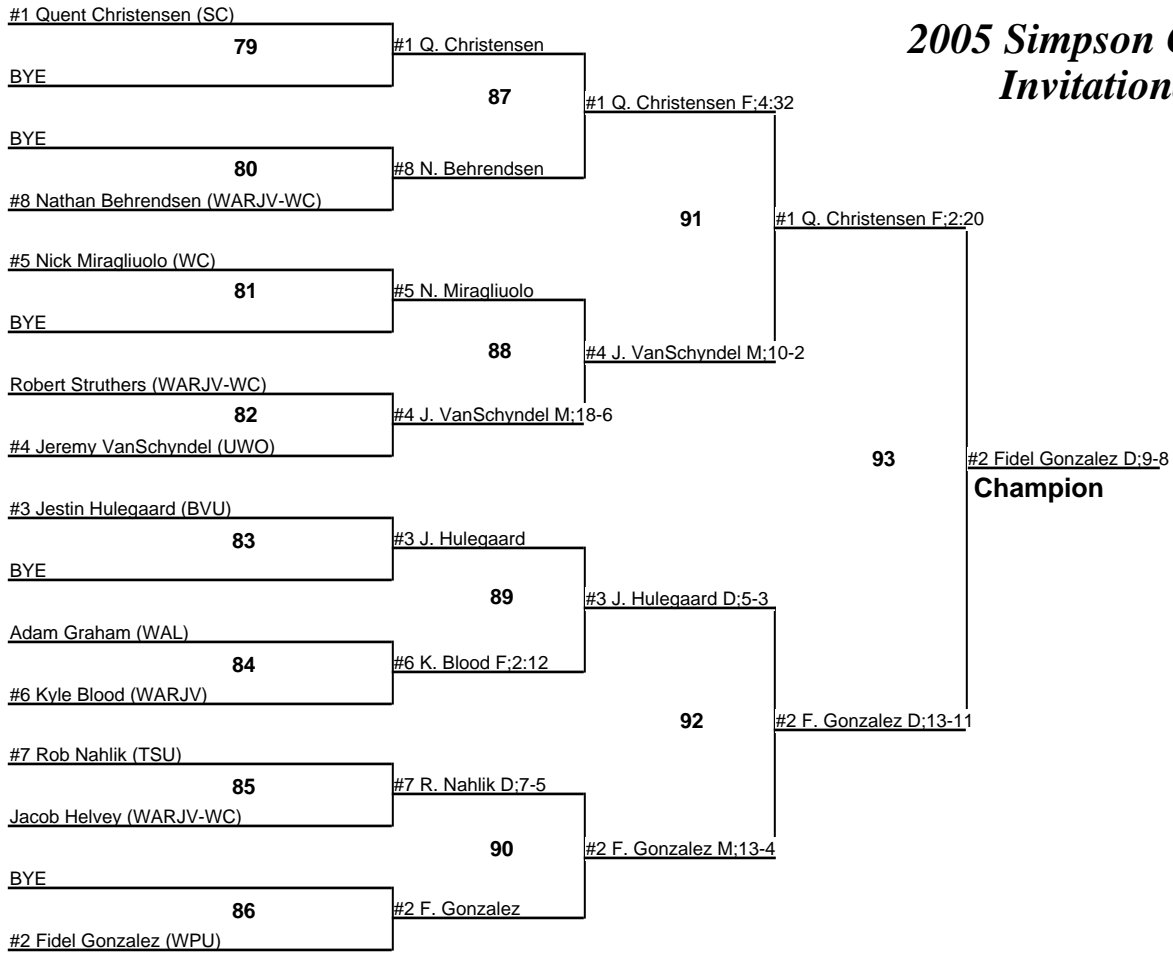 #1 Quent Christensen (SC)
79
BYE
#1 Q. Christensen
87
BYE
80
#8 Nathan Behrendsen (WARJV-WC)
#8 N. Behrendsen
#1 Q. Christensen F;4:32
91
#5 Nick Miragliuolo (WC)
81
BYE
#5 N. Miragliuolo
88
Robert Struthers (WARJV-WC)
82
#4 Jeremy VanSchyndel (UWO)
#4 J. VanSchyndel M;18-6
#4 J. VanSchyndel M;10-2
#1 Q. Christensen F;2:20
93
#3 Jestin Hulegaard (BVU)
83
BYE
#3 J. Hulegaard
89
Adam Graham (WAL)
84
#6 Kyle Blood (WARJV)
#6 K. Blood F;2:12
#3 J. Hulegaard D;5-3
92
#7 Rob Nahlik (TSU)
85
Jacob Helvey (WARJV-WC)
#7 R. Nahlik D;7-5
90
BYE
86
#2 Fidel Gonzalez (WPU)
#2 F. Gonzalez
#2 F. Gonzalez M;13-4
#2 F. Gonzalez D;13-11
#2 Fidel Gonzalez D;9-8
Champion
2005 Simpson
Invitation